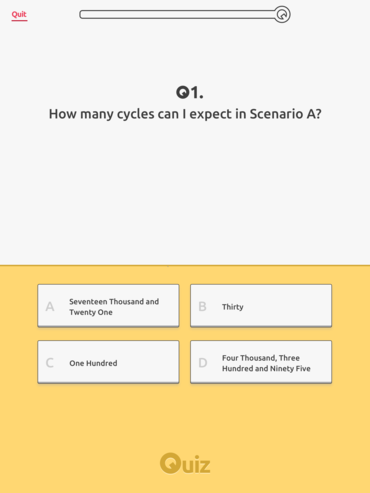 Quit
Q1.
How many cycles can I expect in Scenario A?
A
Seventeen Thousand and
Twenty One
B
Thirty
C
One Hundred
D
Four Thousand, Three
Hundred and Ninety Five
Quiz